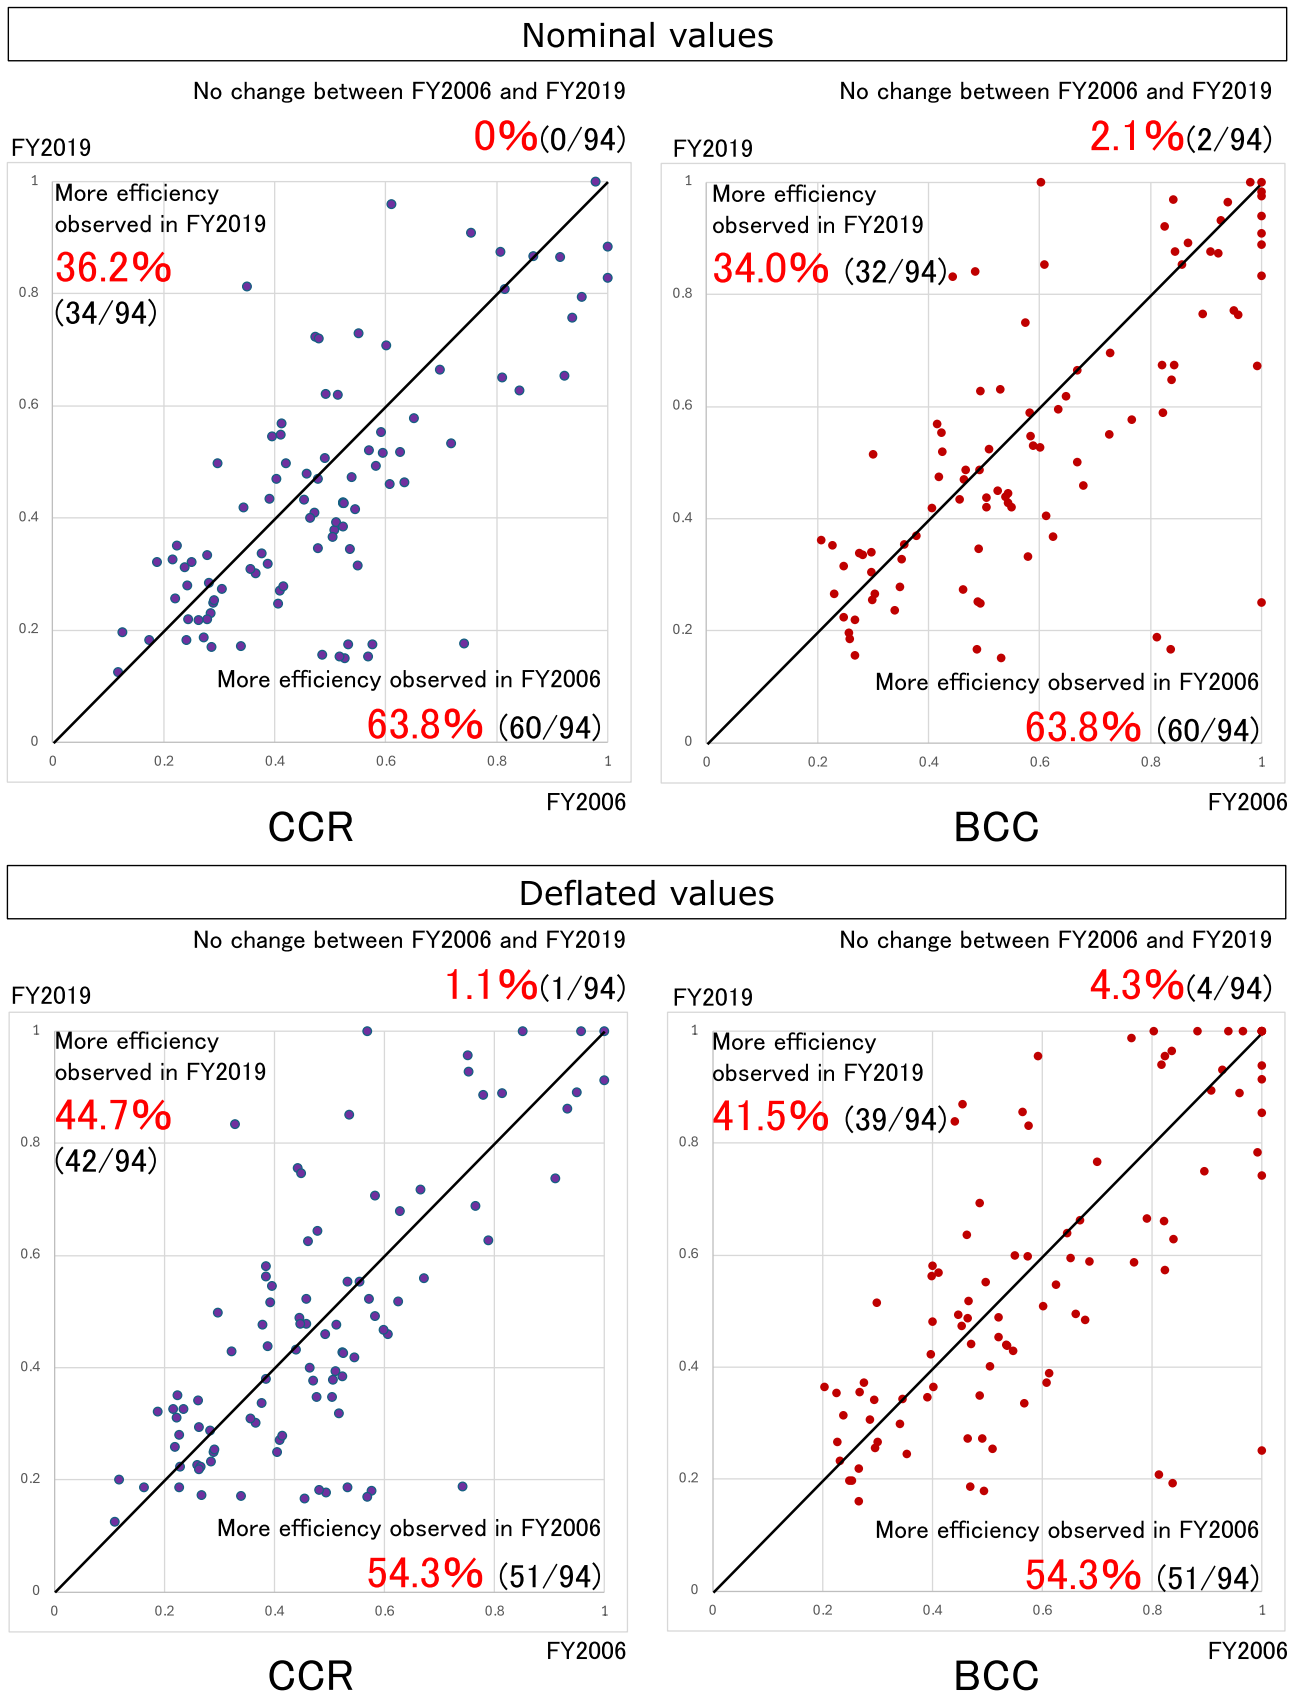 Nominal values
No change between FY2006 and FY2019
0%(0/94)
FY2019
More efficiency
observed in FY2019
36.2%
(34/94)
1
0.8
0.6
0.4
0.2
0
More efficiency observed in FY2006
63.8% (60/94)
0 0.2 0.4 0.6 0.8 1
FY2006
CCR
No change between FY2006 and FY2019
2.1%(2/94)
FY2019
More efficiency
observed in FY2019
34.0% (32/94)
1
0.8
0.6
0.4
0.2
0
More efficiency observed in FY2006
63.8% (60/94)
0 0.2 0.4 0.6 0.8 1
FY2006
BCC
Deflated values
No change between FY2006 and FY2019
1.1%(1/94)
FY2019
More efficiency
observed in FY2019
44.7%
(42/94)
1
0.8
0.6
0.4
0.2
0
More efficiency observed in FY2006
54.3% (51/94)
0 0.2 0.4 0.6 0.8 1
FY2006
CCR
No change between FY2006 and FY2019
4.3%(4/94)
FY2019
More efficiency
observed in FY2019
41.5% (39/94)
1
0.8
0.6
0.4
0.2
0
More efficiency observed in FY2006
54.3% (51/94)
0 0.2 0.4 0.6 0.8 1
FY2006
BCC